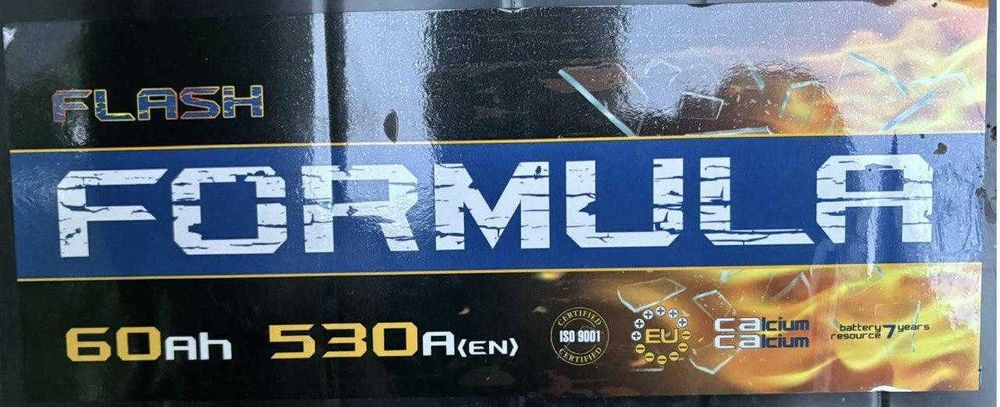 FLASH
FORMULA
60Ah 530A(EN)
CERTIFIED
ISO 9001
CERTIFIED
EU
calcium
calcium
battery 7 years
resource